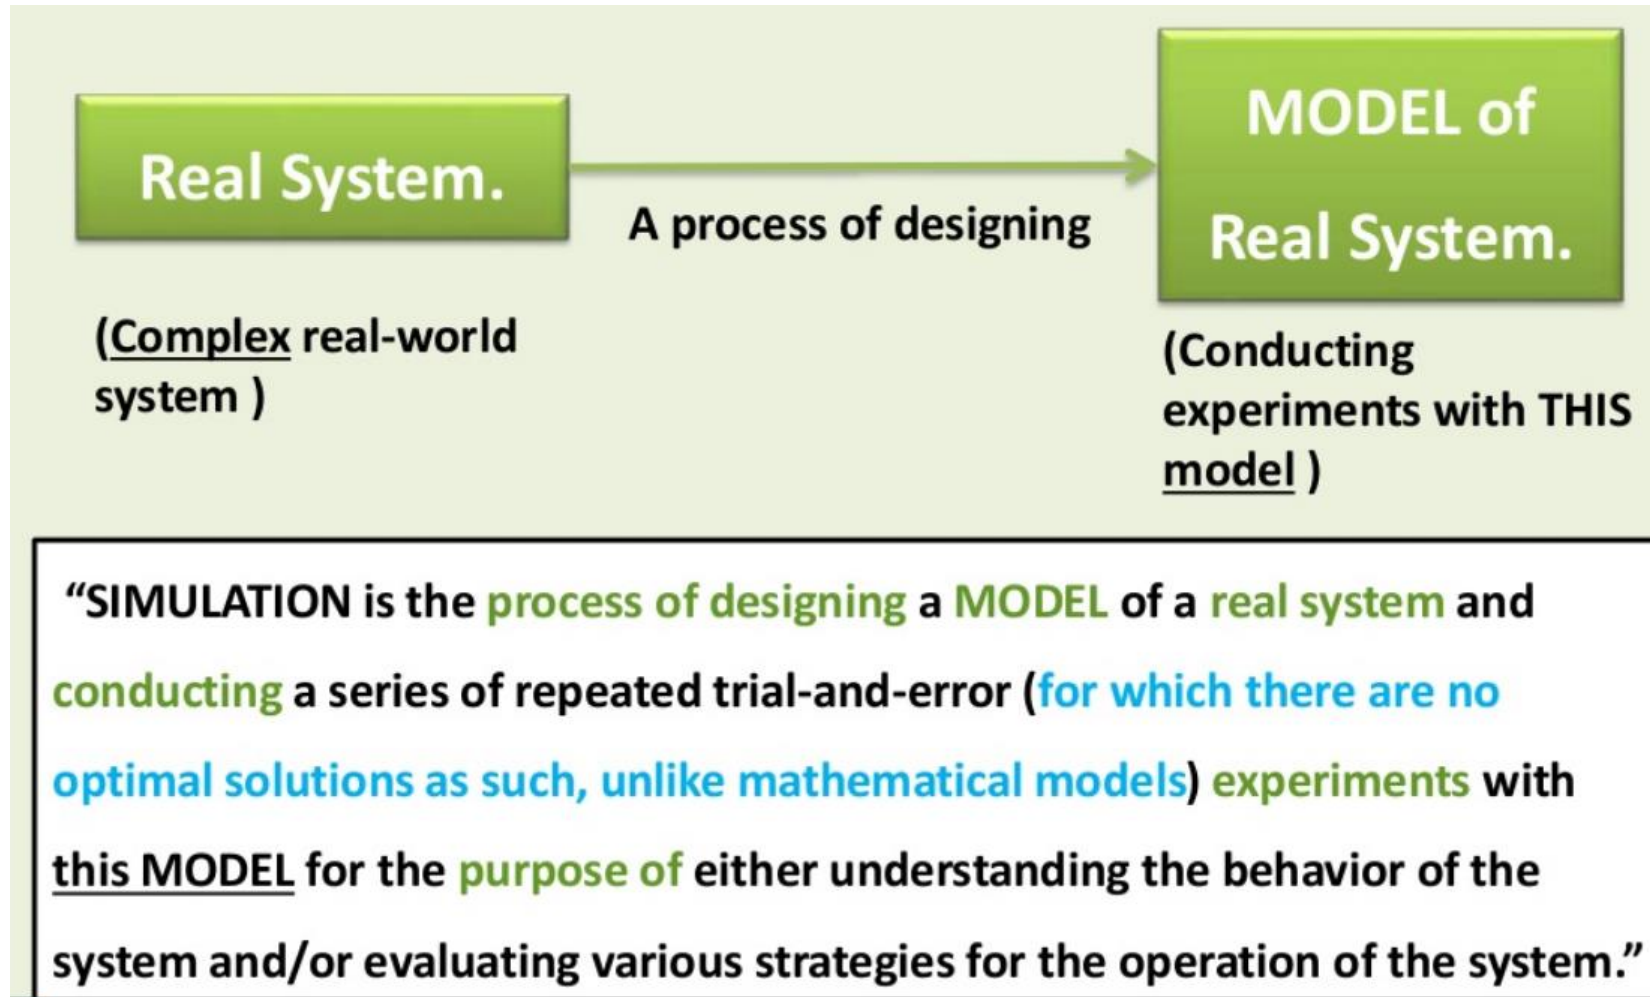 Real System.
A process of designing
MODEL of
Real System.
(Complex real-world
system )
(Conducting
experiments with THIS
model )
“SIMULATION is the process of designing a MODEL of a real system and
conducting a series of repeated trial-and-error (for which there are no
optimal solutions as such, unlike mathematical models) experiments with
this MODEL for the purpose of either understanding the behavior of the
system and/or evaluating various strategies for the operation of the system.”